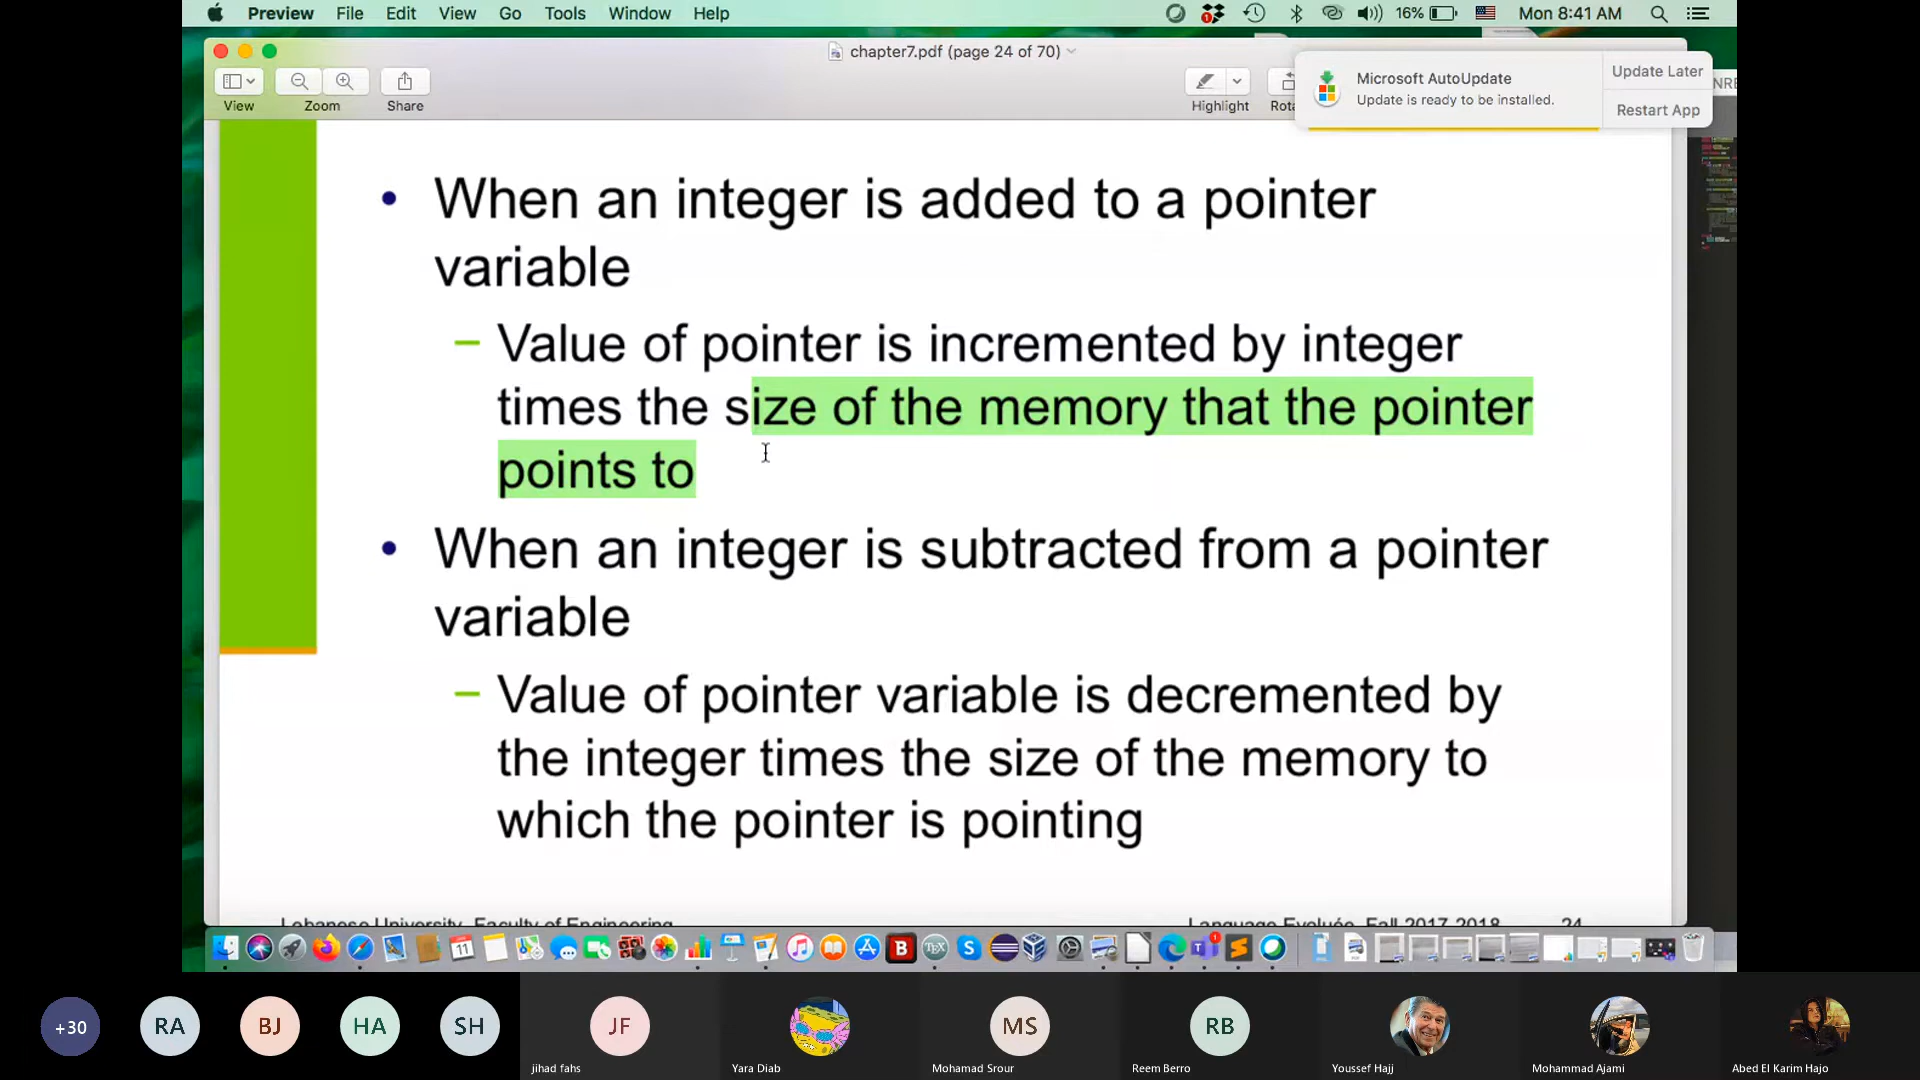 Preview File Edit View Go Tools Window Help 16% Mon 8:41 AM
chapter7.pdf (page 24 of 70)
View Zoom Share Highlight
Microsoft AutoUpdate
Update is ready to be installed.
Update Later
Restart App
• When an integer is added to a pointer
variable
– Value of pointer is incremented by integer
times the size of the memory that the pointer
points to
• When an integer is subtracted from a pointer
variable
– Value of pointer variable is decremented by
the integer times the size of the memory to
which the pointer is pointing
Lebanese University- Faculty of Engineering Language Evoluée, Fall 2017-2018 24
+30 RA BJ HA SH JF MS RB
jihad fahs Yara Diab Mohamad Srour Reem Berro Youssef Hajj Mohammad Ajami Abed El Karim Hajo